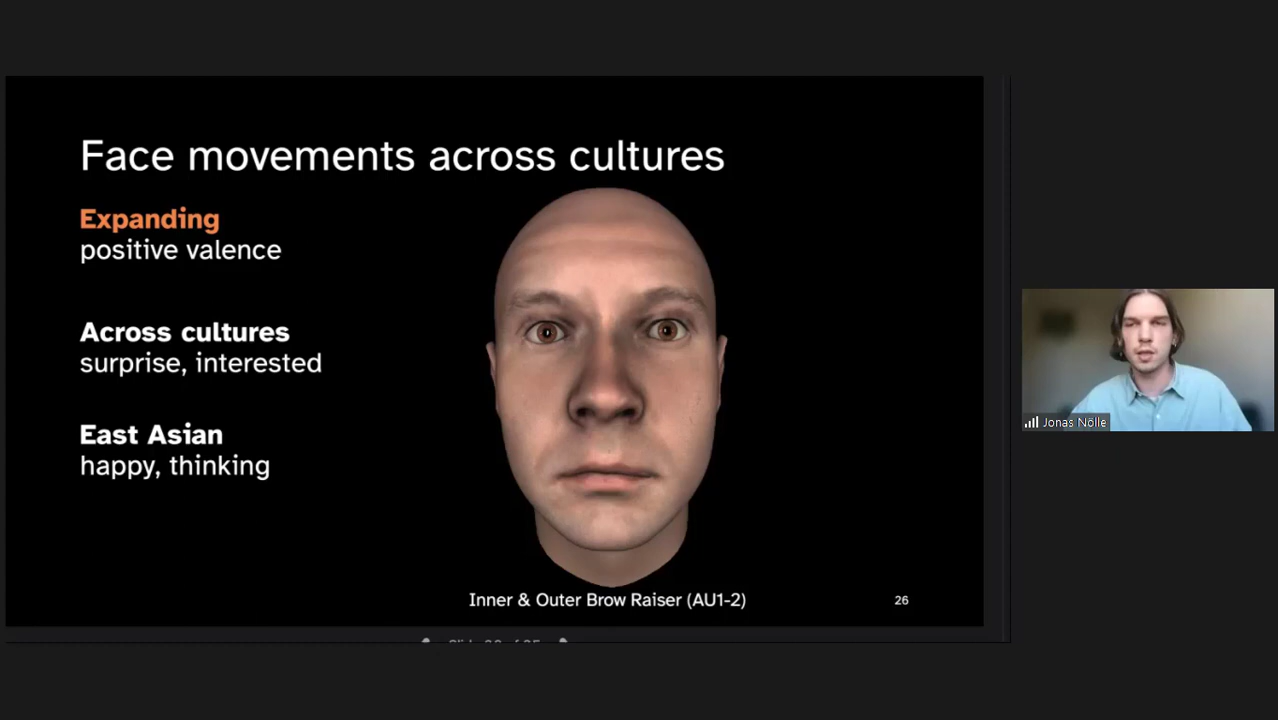 Face movements across cultures
Expanding
positive valence
Across cultures
surprise, interested
East Asian
happy, thinking
Inner & Outer Brow Raiser (AU1-2)
26
Jonas Nölle